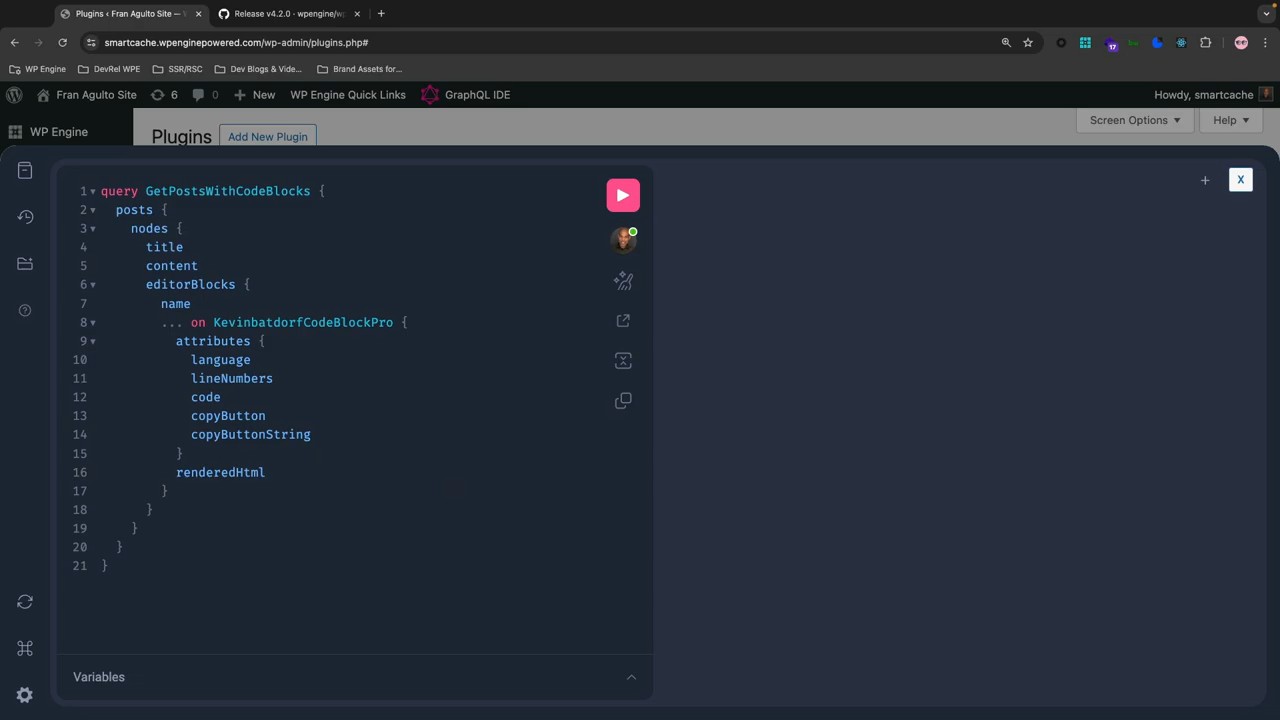 Plugins ‹ Fran Agulto Site —
Release v4.2.0 · wpengine/wp
smartcache.wpenginepowered.com/wp-admin/plugins.php#
17
WP Engine
DevRel WPE
SSR/RSC
Dev Blogs & Vide...
Brand Assets for...
Fran Agulto Site
6
0
New
WP Engine Quick Links
GraphQL IDE
Howdy, smartcache
WP Engine
Plugins
Add New Plugin
Screen Options
Help
X
1 query GetPostsWithCodeBlocks {
2 posts {
3 nodes {
4 title
5 content
6 editorBlocks {
7 name
8 ... on KevinbatdorfCodeBlockPro {
9 attributes {
10 language
11 lineNumbers
12 code
13 copyButton
14 copyButtonString
15 }
16 renderedHtml
17 }
18 }
19 }
20 }
21 }
Variables